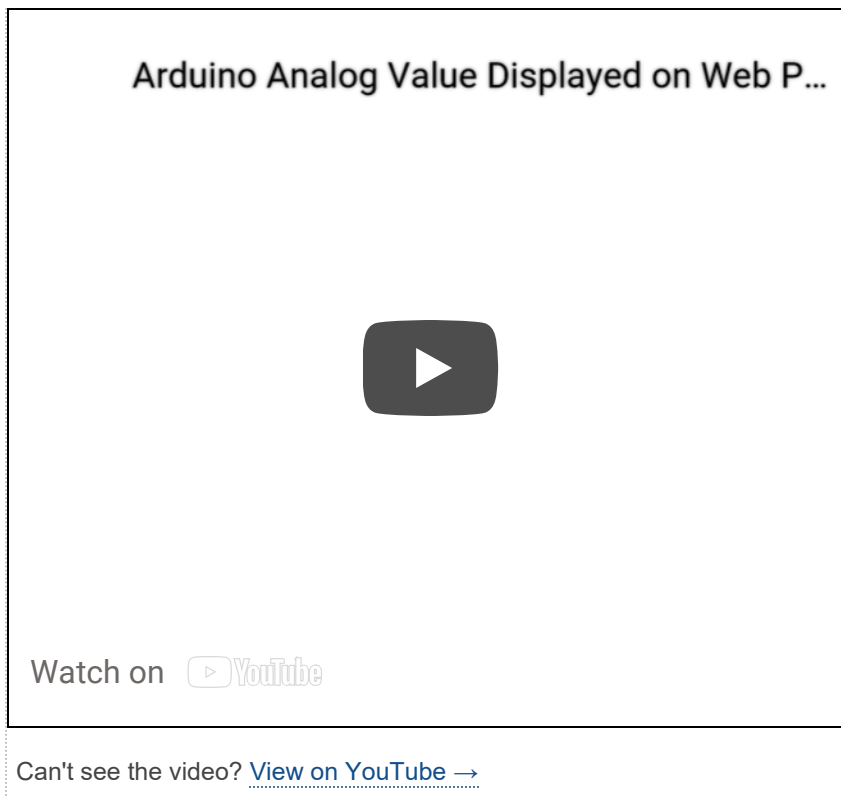 Arduino Analog Value Displayed on Web P...
Watch on YouTube
Can't see the video? View on YouTube →